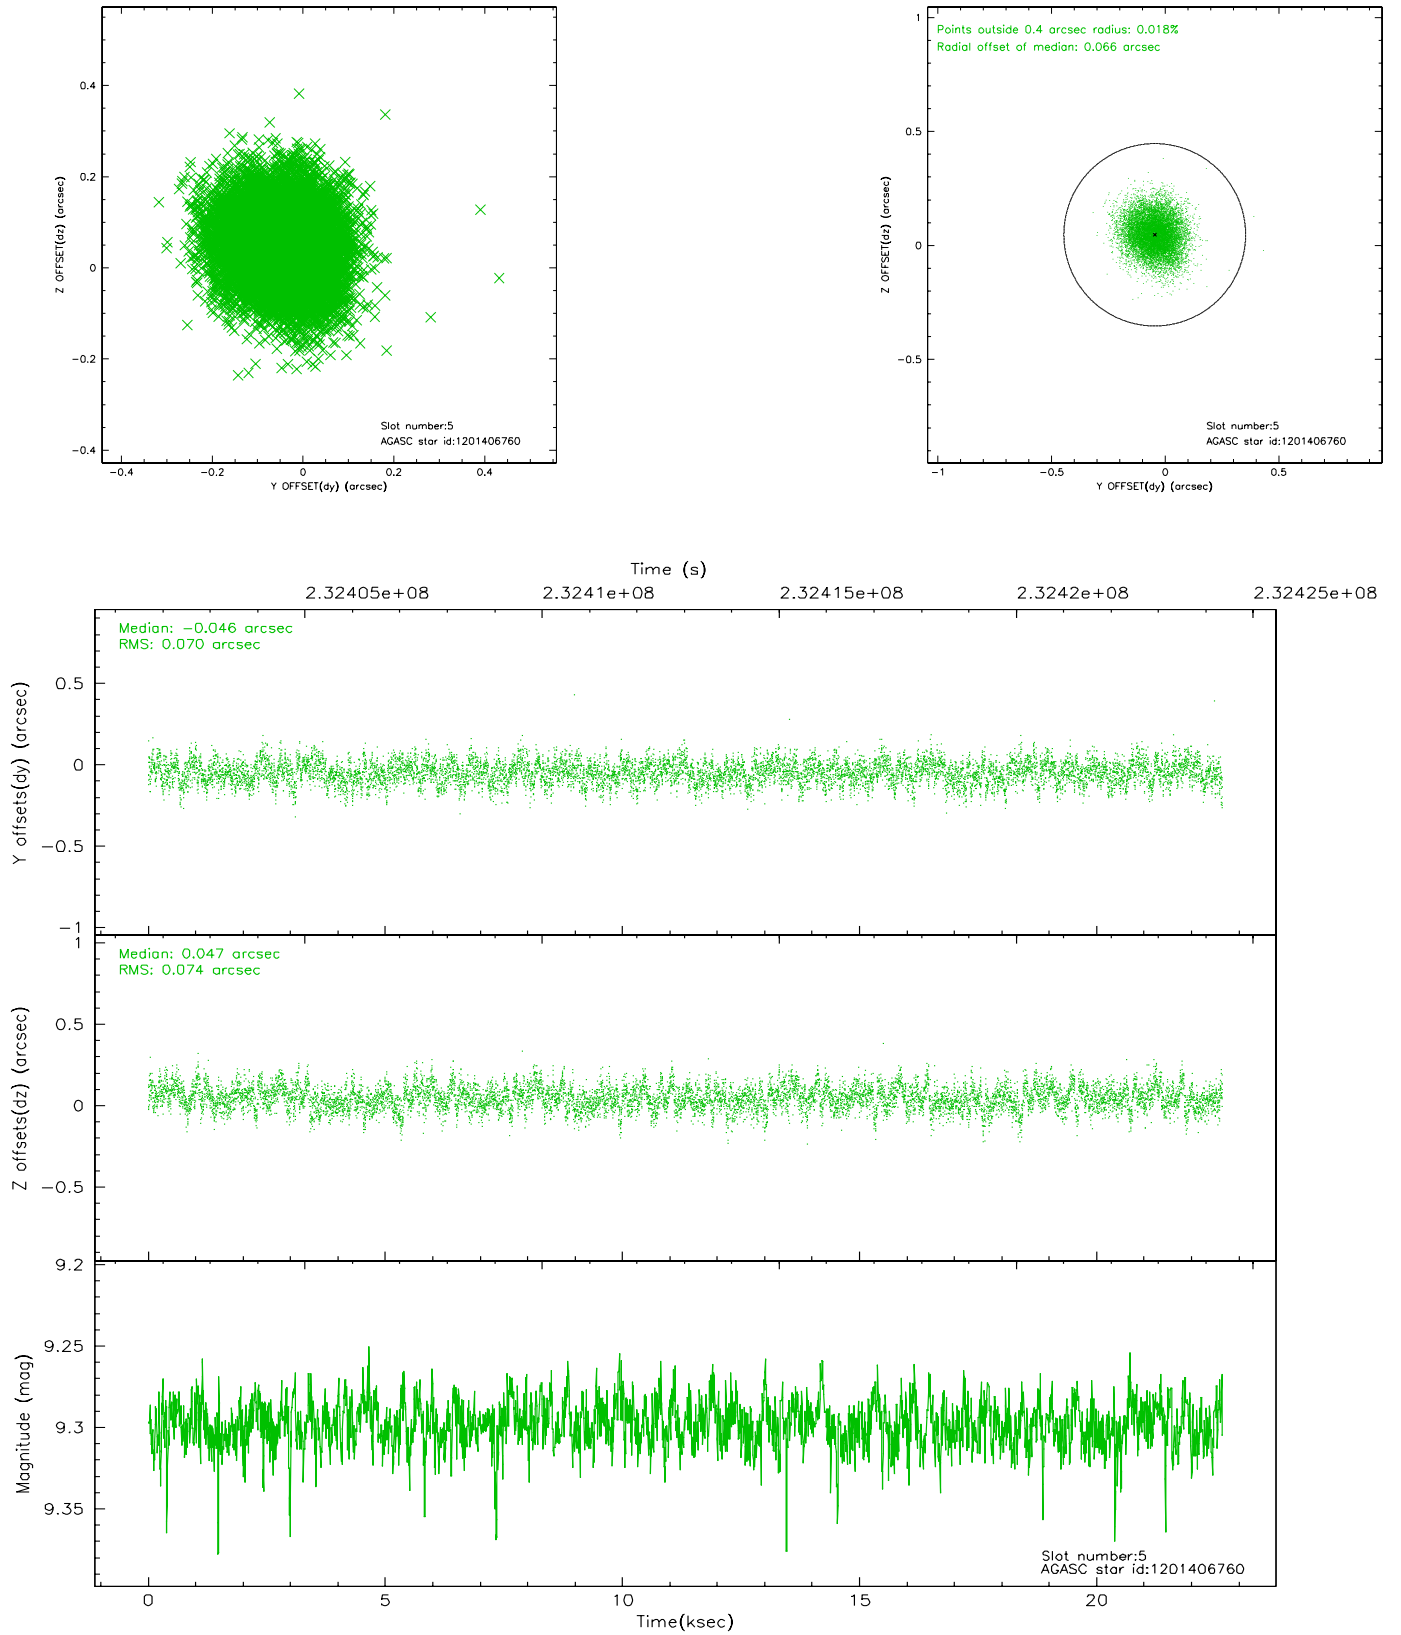 0.4
0.2
0
−0.2
−0.4
Z OFFSET(dz) (arcsec)
Slot number:5
AGASC star id:1201406760
−0.4 −0.2 0 0.2 0.4
Y OFFSET(dy) (arcsec)
Points outside 0.4 arcsec radius: 0.018%
Radial offset of median: 0.066 arcsec
1
0.5
0
−0.5
Z OFFSET(dz) (arcsec)
Slot number:5
AGASC star id:1201406760
−1 −0.5 0 0.5
Y OFFSET(dy) (arcsec)
Time (s)
2.32405e+08 2.3241e+08 2.32415e+08 2.3242e+08 2.32425e+08
Median: −0.046 arcsec
RMS: 0.070 arcsec
0.5
0
−0.5
−1
Y offsets(dy) (arcsec)
Median: 0.047 arcsec
RMS: 0.074 arcsec
1
0.5
0
−0.5
Z offsets(dz) (arcsec)
9.2
9.25
9.3
9.35
Magnitude (mag)
Slot number:5
AGASC star id:1201406760
0 5 10 15 20
Time(ksec)